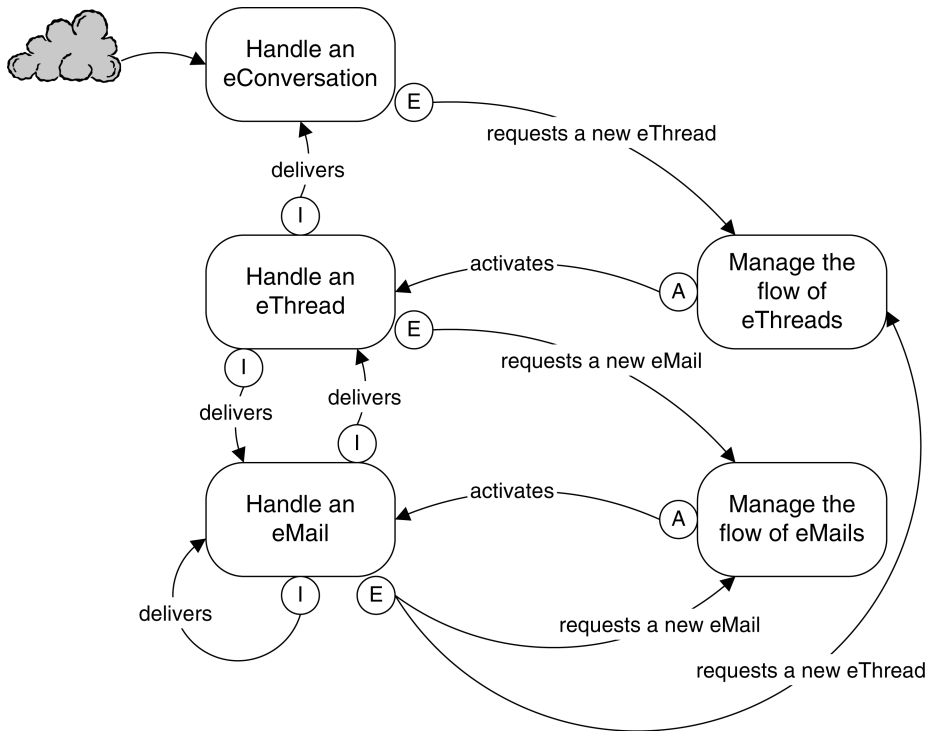 Handle an
eConversation
E
requests a new eThread
delivers
I
Handle an
eThread
activates
A
Manage the
flow of
eThreads
E
requests a new eMail
I
delivers
delivers
I
Handle an
eMail
activates
A
Manage the
flow of eMails
I
E
delivers
requests a new eMail
requests a new eThread